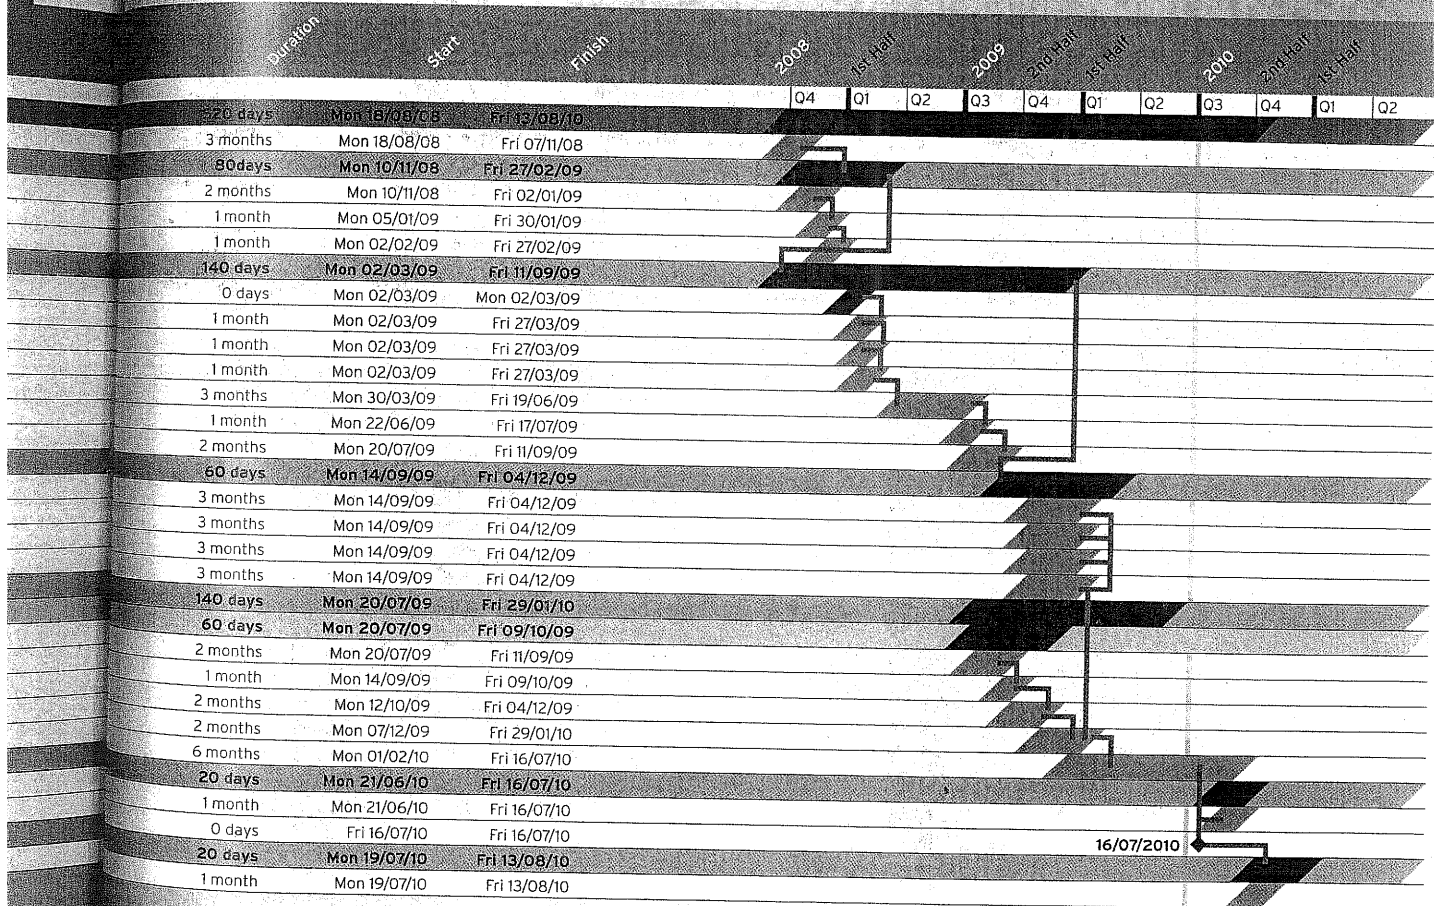 Duration Start Finish 2008 1st Half 2009 2nd Half 1st Half 2010 2nd Half 1st Half
Q4 Q1 Q2 Q3 Q4 Q1 Q2 Q3 Q4 Q1 Q2
520 days Mon 18/08/08 Fri 13/08/10
3 months Mon 18/08/08 Fri 07/11/08
80days Mon 10/11/08 Fri 27/02/09
2 months Mon 10/11/08 Fri 02/01/09
1 month Mon 05/01/09 Fri 30/01/09
1 month Mon 02/02/09 Fri 27/02/09
140 days Mon 02/03/09 Fri 11/09/09
0 days Mon 02/03/09 Mon 02/03/09
1 month Mon 02/03/09 Fri 27/03/09
1 month Mon 02/03/09 Fri 27/03/09
1 month Mon 02/03/09 Fri 27/03/09
3 months Mon 30/03/09 Fri 19/06/09
1 month Mon 22/06/09 Fri 17/07/09
2 months Mon 20/07/09 Fri 11/09/09
60 days Mon 14/09/09 Fri 04/12/09
3 months Mon 14/09/09 Fri 04/12/09
3 months Mon 14/09/09 Fri 04/12/09
3 months Mon 14/09/09 Fri 04/12/09
3 months Mon 14/09/09 Fri 04/12/09
140 days Mon 20/07/09 Fri 29/01/10
60 days Mon 20/07/09 Fri 09/10/09
2 months Mon 20/07/09 Fri 11/09/09
1 month Mon 14/09/09 Fri 09/10/09
2 months Mon 12/10/09 Fri 04/12/09
2 months Mon 07/12/09 Fri 29/01/10
6 months Mon 01/02/10 Fri 16/07/10
20 days Mon 21/06/10 Fri 16/07/10
1 month Mon 21/06/10 Fri 16/07/10
0 days Fri 16/07/10 Fri 16/07/10 16/07/2010
20 days Mon 19/07/10 Fri 13/08/10
1 month Mon 19/07/10 Fri 13/08/10